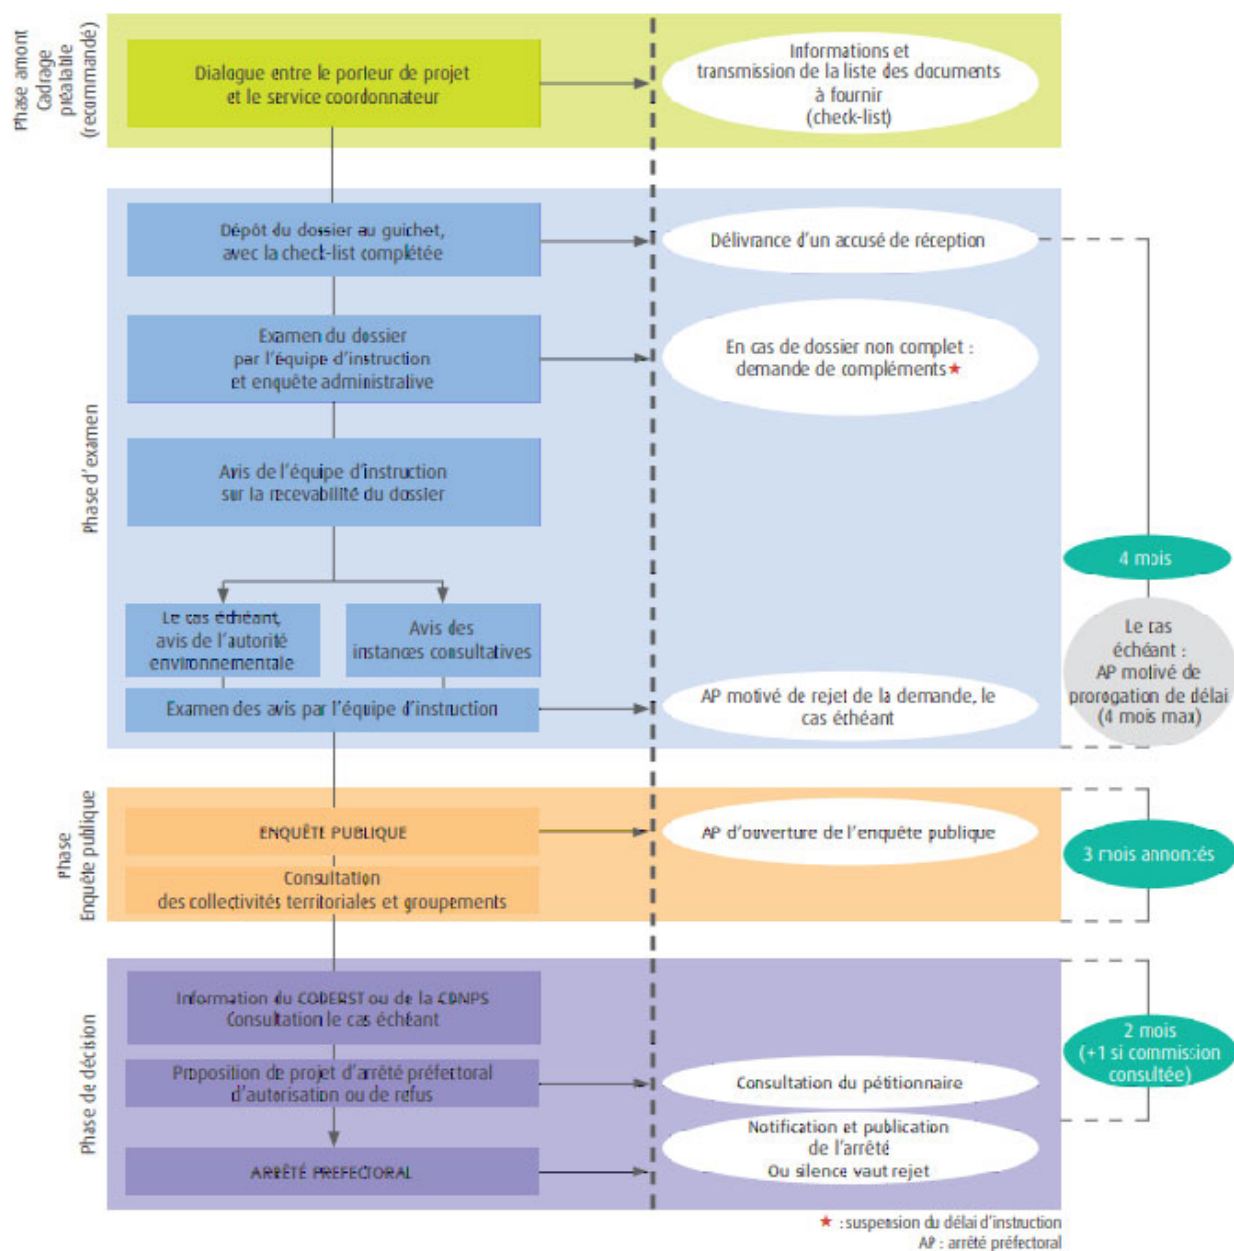 Phase amont
Cadrage
préalable
(recommandé)
Dialogue entre le porteur de projet
et le service coordonnateur
Informations et
transmission de la liste des documents
à fournir
(check-list)
Phase d'examen
Dépôt du dossier au guichet,
avec la check-list complétée
Délivrance d'un accusé de réception
Examen du dossier
par l'équipe d'instruction
et enquête administrative
En cas de dossier non complet :
demande de compléments★
Avis de l'équipe d'instruction
sur la recevabilité du dossier
4 mois
Le cas échéant,
avis de l'autorité
environnementale
Avis des
instances consultatives
Le cas
échéant :
AP motivé de
prorogation de délai
(4 mois max)
Examen des avis par l'équipe d'instruction
AP motivé de rejet de la demande, le
cas échéant
Phase
Enquête publique
ENQUÊTE PUBLIQUE
AP d'ouverture de l'enquête publique
3 mois annoncés
Consultation
des collectivités territoriales et groupements
Phase de décision
Information du CODERST ou de la CDNPS
Consultation le cas échéant
2 mois
(+1 si commission
consultée)
Proposition de projet d'arrêté préfectoral
d'autorisation ou de refus
Consultation du pétitionnaire
ARRÊTÉ PREFECTORAL
Notification et publication
de l'arrêté
Ou silence vaut rejet
★ : suspension du délai d'instruction
AP : arrêté préfectoral